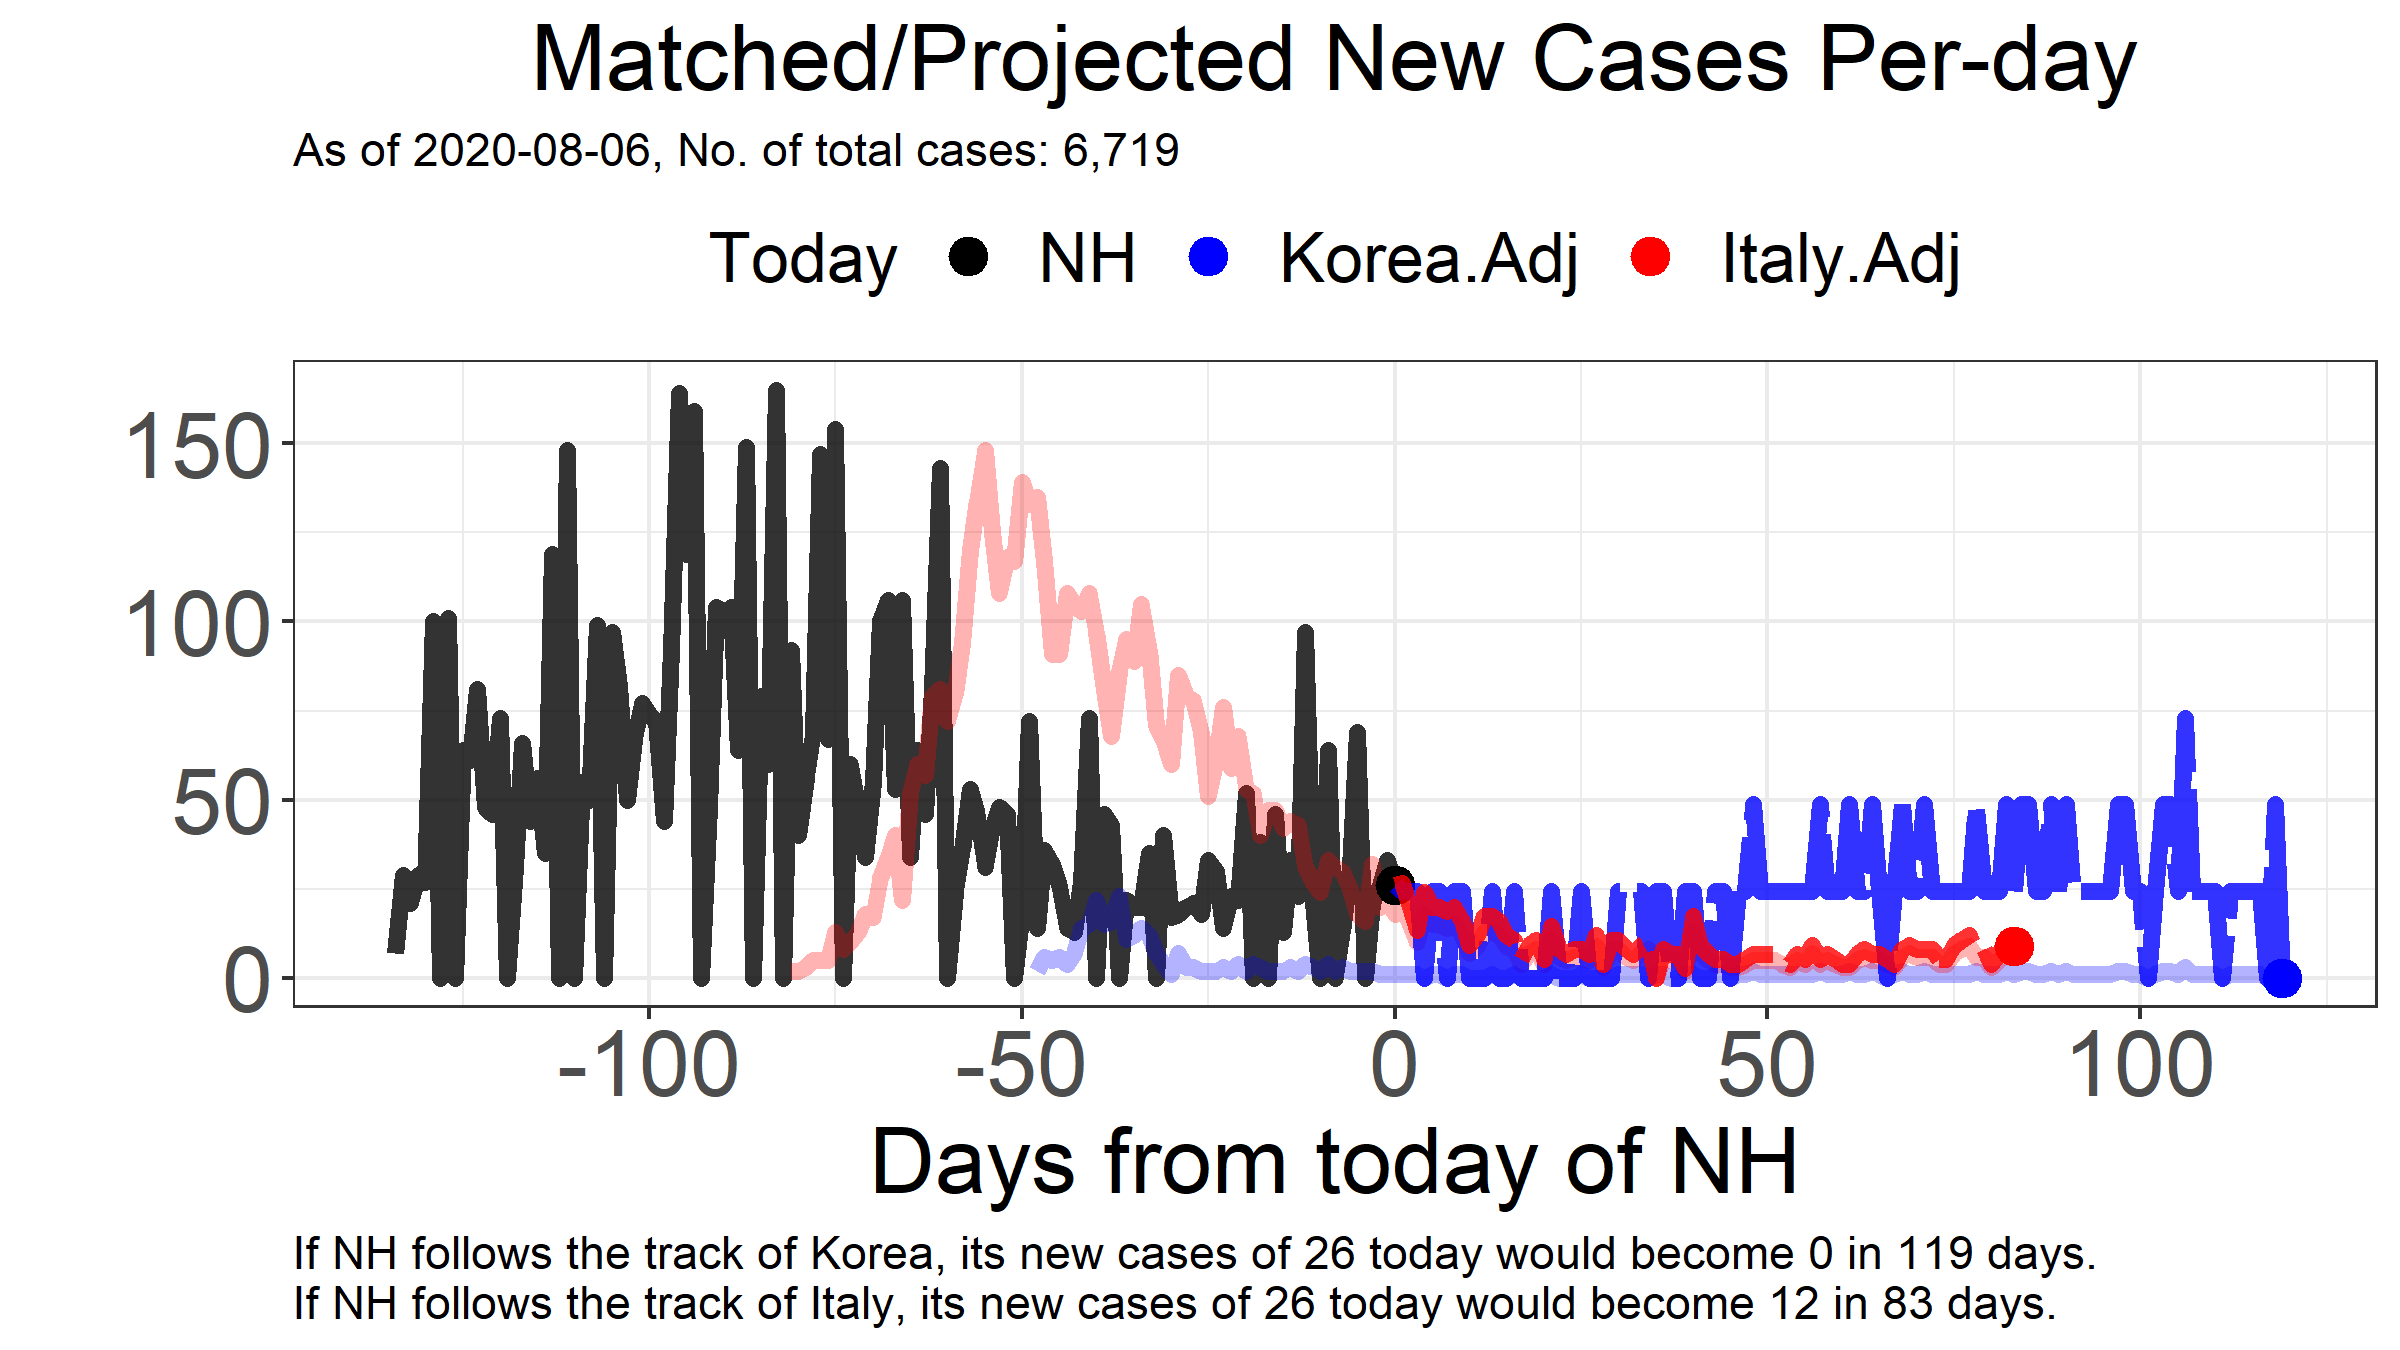 Matched/Projected New Cases Per-day
As of 2020-08-06, No. of total cases: 6,719
Today NH Korea.Adj Italy.Adj
150
100
50
0
-100 -50 0 50 100
Days from today of NH
If NH follows the track of Korea, its new cases of 26 today would become 0 in 119 days.
If NH follows the track of Italy, its new cases of 26 today would become 12 in 83 days.